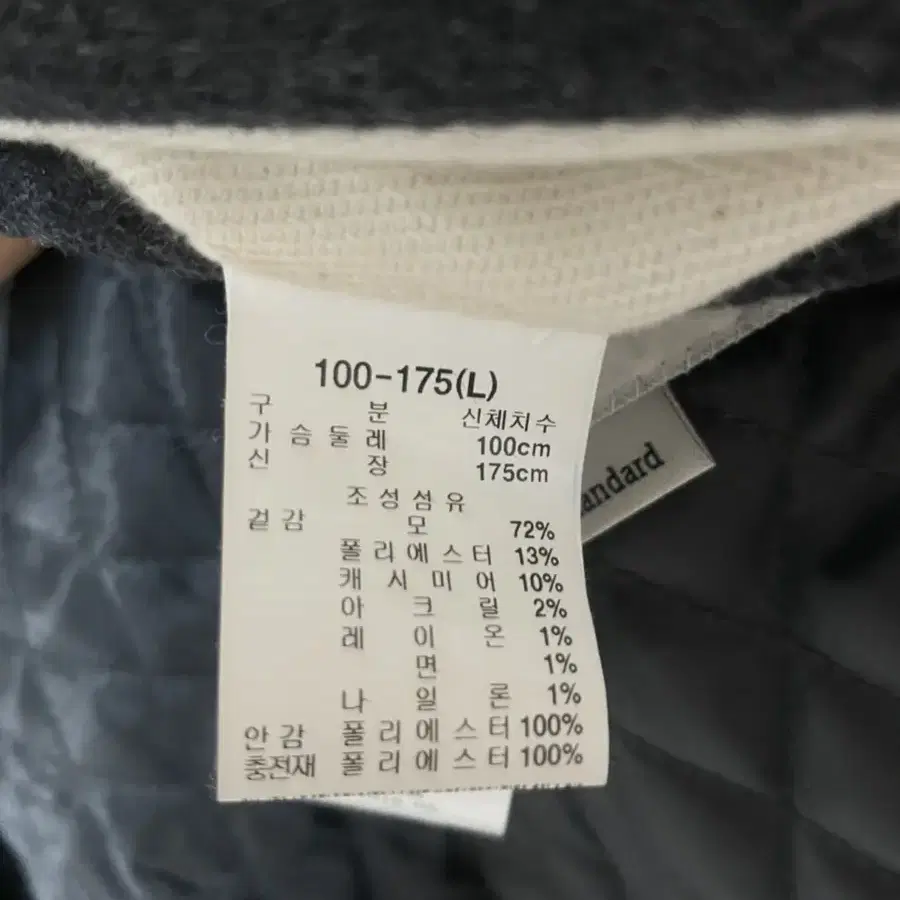 100-175(L)
구 분 신체치수
가 슴 둘 레 100cm
신 장 175cm
조 성 섬 유
겉 감 모 72%
폴 리 에 스 터 13%
캐 시 미 어 10%
아 크 릴 2%
레 이 온 1%
면 1%
나 일 론 1%
안 감 폴 리 에 스 터 100%
충전재 폴 리 에 스 터 100%
andard